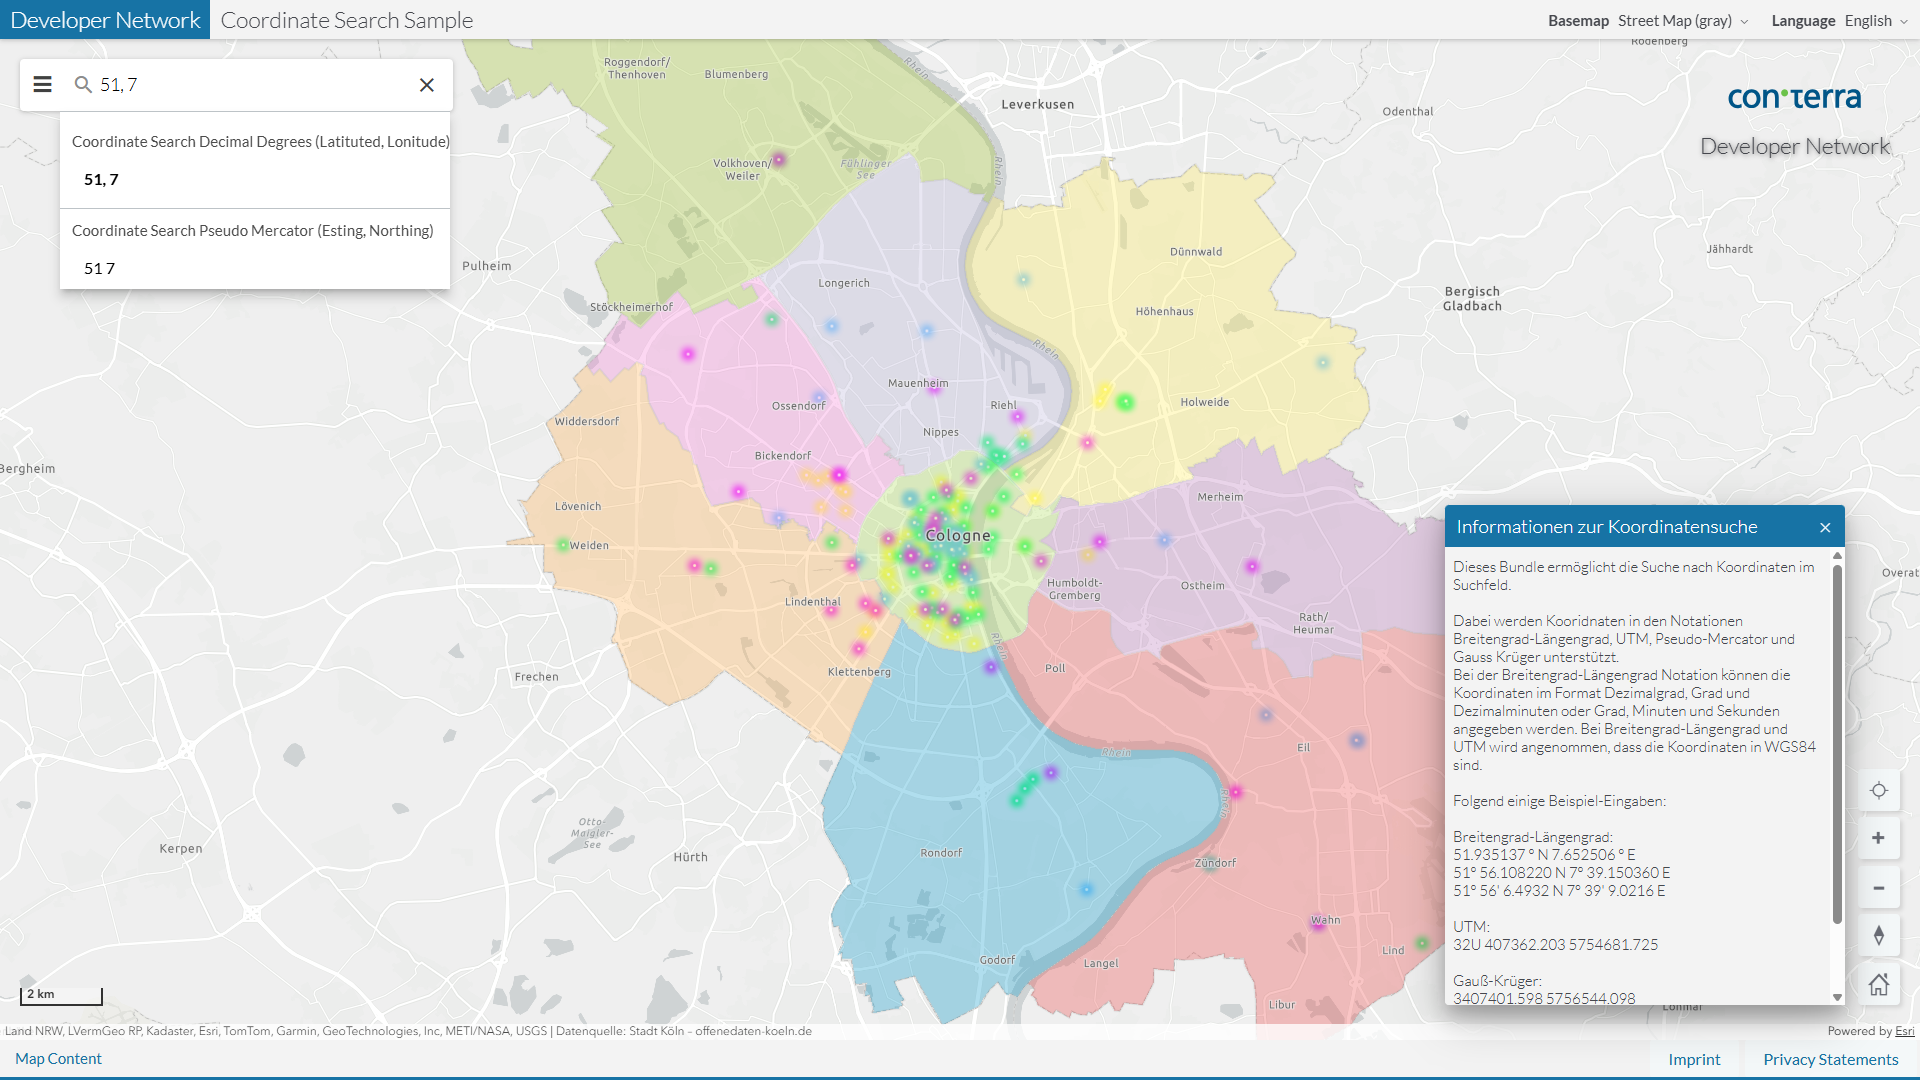 Developer Network
Coordinate Search Sample
Basemap Street Map (gray)
Language English
51, 7
Coordinate Search Decimal Degrees (Latituted, Lonitude)
51, 7
Coordinate Search Pseudo Mercator (Esting, Northing)
51 7
con terra
Developer Network
Rodenberg
Roggendorf/
Thenhoven
Blumenberg
Rhein
Leverkusen
Odenthal
Volkhoven/
Weiler
Fühlinger
See
Rhein
Pulheim
Dünnwald
Jähhardt
Longerich
Bergisch
Gladbach
Stöckheimerhof
Höhenhaus
Rhein
Mauenheim
Ossendorf
Riehl
Holweide
Widdersdorf
Nippes
Bickendorf
Bergheim
Merheim
Lövenich
Cologne
Weiden
Overat
Humboldt-
Gremberg
Ostheim
Lindenthal
Rath/
Heumar
Rhein
Poll
Klettenberg
Frechen
Eil
Rhein
Rhein
Otto-
Maigler-
See
Kerpen
Hürth
Rondorf
Zündorf
Wahn
Lind
Godorf
Langel
Libur
Lohmar
Informationen zur Koordinatensuche
Dieses Bundle ermöglicht die Suche nach Koordinaten im
Suchfeld.
Dabei werden Kooridnaten in den Notationen
Breitengrad-Längengrad, UTM, Pseudo-Mercator und
Gauss Krüger unterstützt.
Bei der Breitengrad-Längengrad Notation können die
Koordinaten im Format Dezimalgrad, Grad und
Dezimalminuten oder Grad, Minuten und Sekunden
angegeben werden. Bei Breitengrad-Längengrad und
UTM wird angenommen, dass die Koordinaten in WGS84
sind.
Folgend einige Beispiel-Eingaben:
Breitengrad-Längengrad:
51.935137 ° N 7.652506 ° E
51° 56.108220 N 7° 39.150360 E
51° 56' 6.4932 N 7° 39' 9.0216 E
UTM:
32U 407362.203 5754681.725
Gauß-Krüger:
3407401.598 5756544.098
2 km
Land NRW, LVermGeo RP, Kadaster, Esri, TomTom, Garmin, GeoTechnologies, Inc, METI/NASA, USGS | Datenquelle: Stadt Köln - offenedaten-koeln.de
Powered by Esri
Map Content
Imprint
Privacy Statements